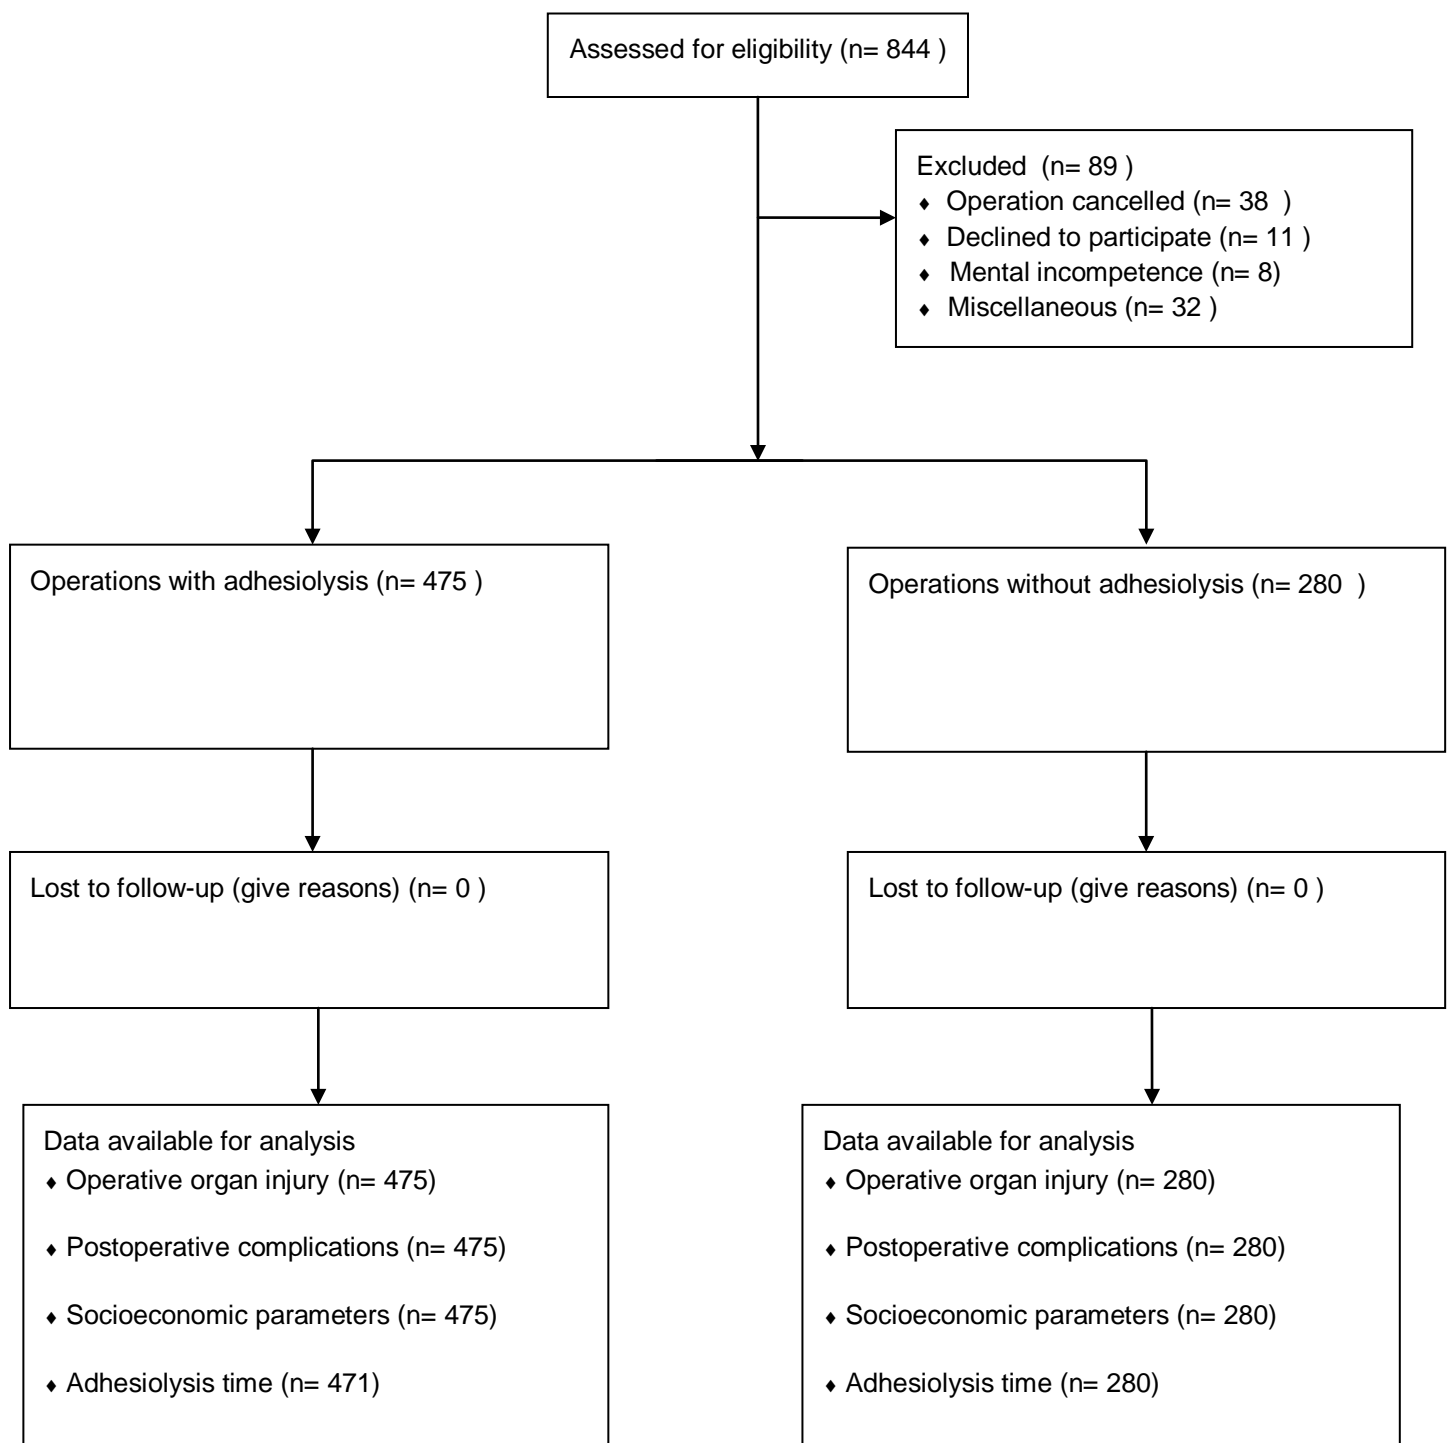 Assessed for eligibility (n= 844 )
Excluded  (n= 89 )
♦ Operation cancelled (n= 38  )
♦ Declined to participate (n= 11 )
♦ Mental incompetence (n= 8)
♦ Miscellaneous (n= 32 )
Operations with adhesiolysis (n= 475 )
Operations without adhesiolysis (n= 280  )
Lost to follow-up (give reasons) (n= 0 )
Lost to follow-up (give reasons) (n= 0 )
Data available for analysis
♦ Operative organ injury (n= 475)
♦ Postoperative complications (n= 475)
♦ Socioeconomic parameters (n= 475)
♦ Adhesiolysis time (n= 471)
Data available for analysis
♦ Operative organ injury (n= 280)
♦ Postoperative complications (n= 280)
♦ Socioeconomic parameters (n= 280)
♦ Adhesiolysis time (n= 280)